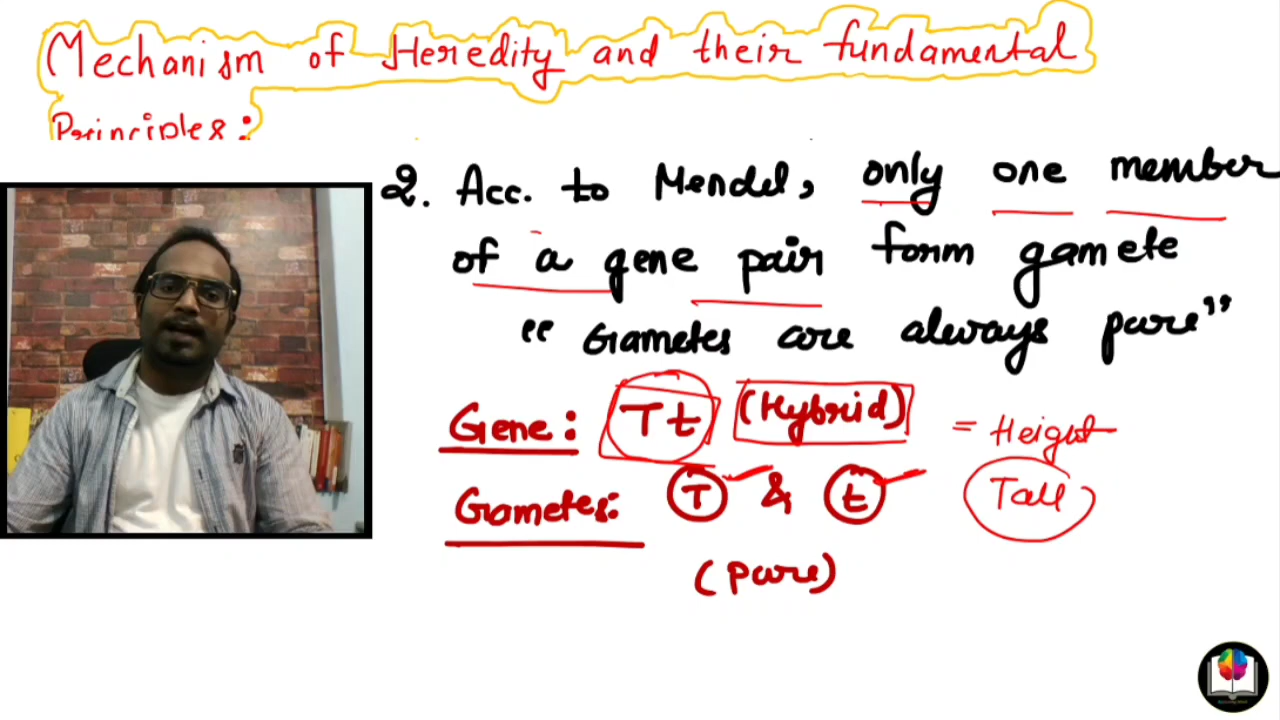 Mechanism of Heredity and their fundamental
Principles:
2. Acc. to Mendel, only one member
of a gene pair form gamete
"Gametes are always pure"
Gene: Tt (Hybrid) = Height
Gametes: T & t Tall
(pure)